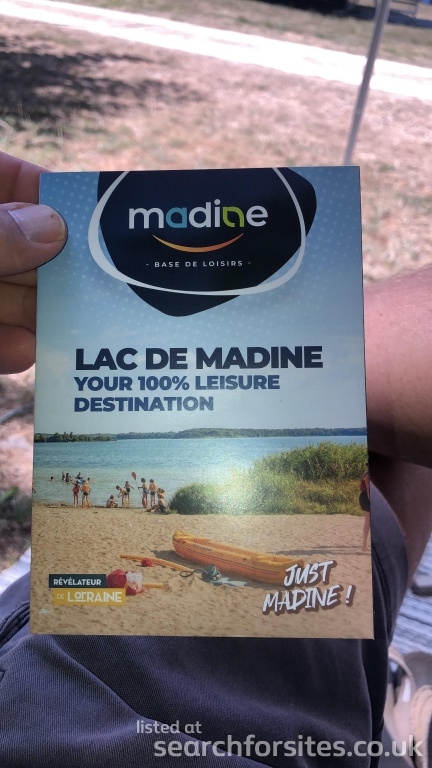 madine
- BASE DE LOISIRS -
LAC DE MADINE
YOUR 100% LEISURE
DESTINATION
RÉVÉLATEUR
DE LORRAINE
JUST
MADINE !
listed at
searchforsites.co.uk